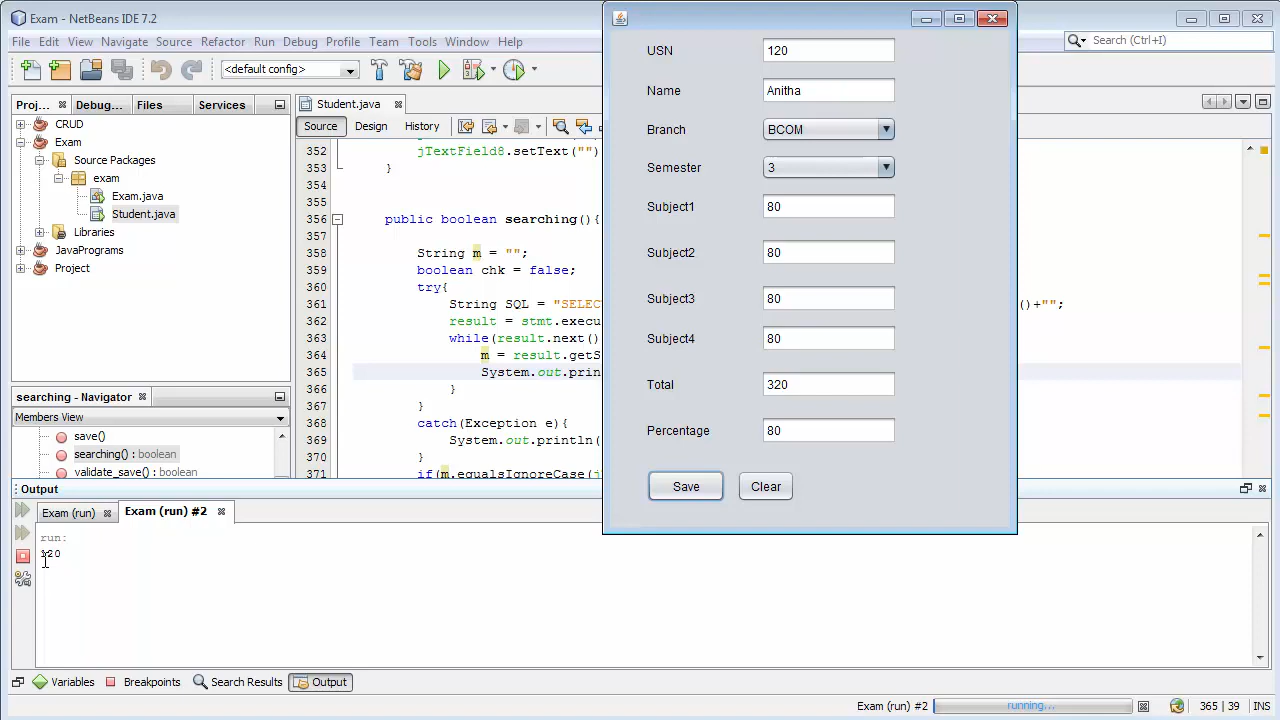 Exam - NetBeans IDE 7.2
File Edit View Navigate Source Refactor Run Debug Profile Team Tools Window Help
Search (Ctrl+I)
<default config>
Proj... Debug... Files Services
Student.java
Source Design History
CRUD
Exam
Source Packages
exam
Exam.java
Student.java
Libraries
JavaPrograms
Project
352 jTextField8.setText("")
353 }
354
355
356 public boolean searching(){
357
358 String m = "";
359 boolean chk = false;
360 try{
361 String SQL = "SELEC ()+"";
362 result = stmt.execu
363 while(result.next()
364 m = result.getS
365 System.out.prin
366 }
367 }
368 catch(Exception e){
369 System.out.println(
370 }
371 if(m.equalsIgnoreCase(j
searching - Navigator
Members View
save()
searching() : boolean
validate_save() : boolean
USN 120
Name Anitha
Branch BCOM
Semester 3
Subject1 80
Subject2 80
Subject3 80
Subject4 80
Total 320
Percentage 80
Save Clear
Output
Exam (run) Exam (run) #2
run:
120
Variables Breakpoints Search Results Output
Exam (run) #2 running... 365 | 39 INS